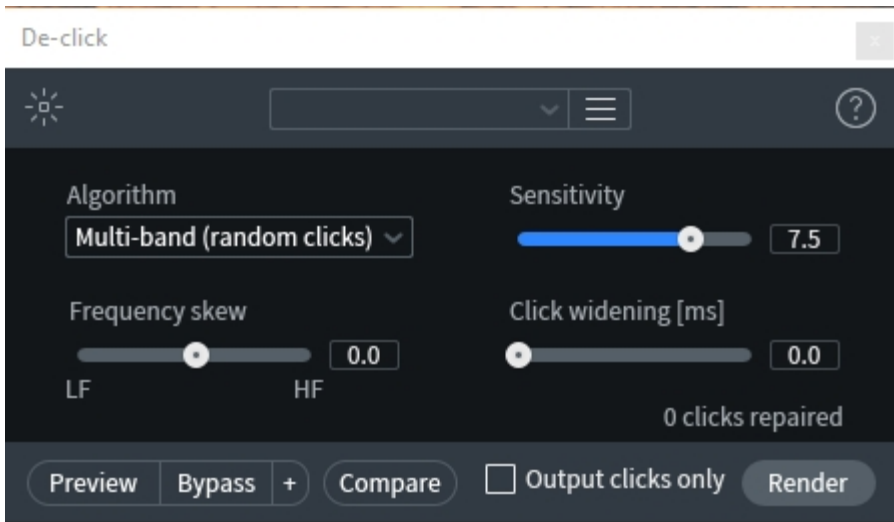 De-click
x
?
Algorithm
Sensitivity
Multi-band (random clicks)
7.5
Frequency skew
Click widening [ms]
0.0
0.0
LF
HF
0 clicks repaired
Preview
Bypass
+
Compare
Output clicks only
Render